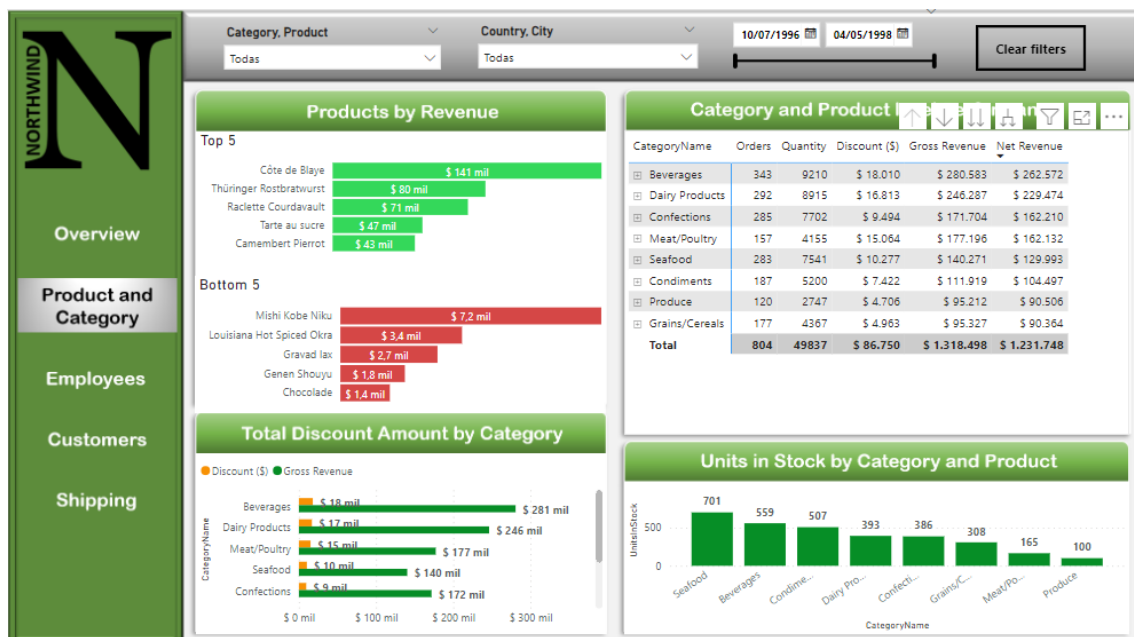 NORTHWIND
N
Overview
Product and
Category
Employees
Customers
Shipping
Category, Product
Todas
Country, City
Todas
10/07/1996
04/05/1998
Clear filters
Products by Revenue
Top 5
Côte de Blaye $ 141 mil
Thüringer Rostbratwurst $ 80 mil
Raclette Courdavault $ 71 mil
Tarte au sucre $ 47 mil
Camembert Pierrot $ 43 mil
Bottom 5
Mishi Kobe Niku $ 7,2 mil
Louisiana Hot Spiced Okra $ 3,4 mil
Gravad lax $ 2,7 mil
Genen Shouyu $ 1,8 mil
Chocolade $ 1,4 mil
Category and Product
CategoryName Orders Quantity Discount ($) Gross Revenue Net Revenue
Beverages 343 9210 $ 18.010 $ 280.583 $ 262.572
Dairy Products 292 8915 $ 16.813 $ 246.287 $ 229.474
Confections 285 7702 $ 9.494 $ 171.704 $ 162.210
Meat/Poultry 157 4155 $ 15.064 $ 177.196 $ 162.132
Seafood 283 7541 $ 10.277 $ 140.271 $ 129.993
Condiments 187 5200 $ 7.422 $ 111.919 $ 104.497
Produce 120 2747 $ 4.706 $ 95.212 $ 90.506
Grains/Cereals 177 4367 $ 4.963 $ 95.327 $ 90.364
Total 804 49837 $ 86.750 $ 1.318.498 $ 1.231.748
Total Discount Amount by Category
Discount ($) Gross Revenue
CategoryName
Beverages $ 18 mil $ 281 mil
Dairy Products $ 17 mil $ 246 mil
Meat/Poultry $ 15 mil $ 177 mil
Seafood $ 10 mil $ 140 mil
Confections $ 9 mil $ 172 mil
$ 0 mil $ 100 mil $ 200 mil $ 300 mil
Units in Stock by Category and Product
UnitsInStock
500
0
701 559 507 393 386 308 165 100
Seafood Beverages Condime... Dairy Pro... Confecti... Grains/C... Meat/Po... Produce
CategoryName